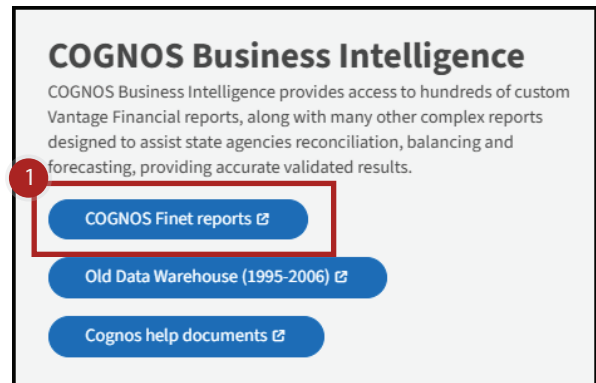 COGNOS Business Intelligence
COGNOS Business Intelligence provides access to hundreds of custom
Vantage Financial reports, along with many other complex reports
designed to assist state agencies reconciliation, balancing and
forecasting, providing accurate validated results.
1
COGNOS Finet reports
Old Data Warehouse (1995-2006)
Cognos help documents